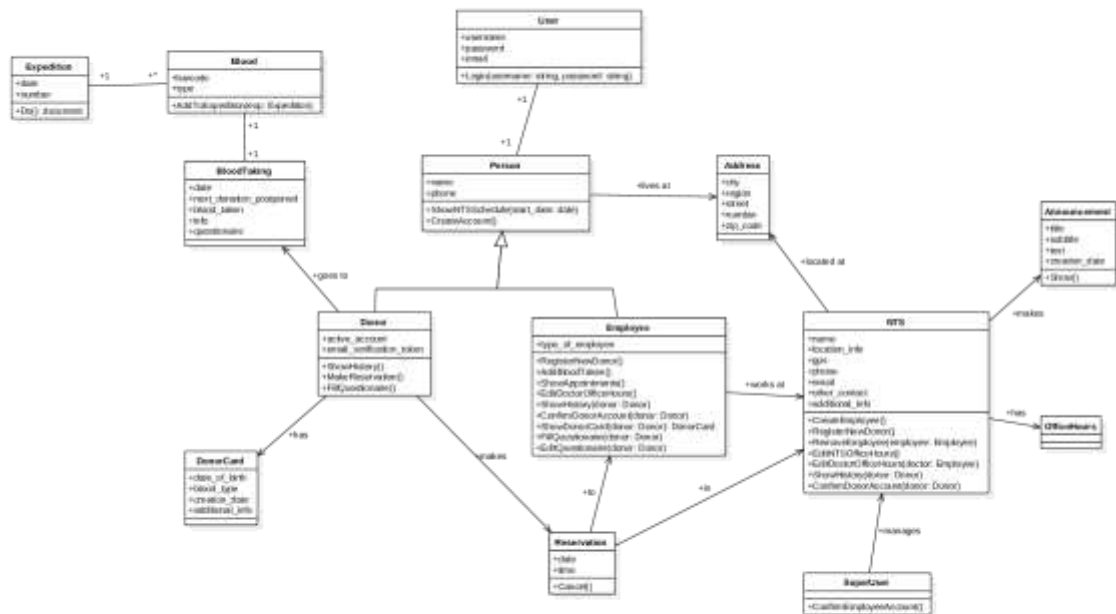 User
+username
+password
+email
+Login(username: string, password: string)
Expedition
+date
+number
+1
+*
Blood
+barcode
+type
+AddToExpedition(exp: Expedition)
+1
+1
+1
+1
BloodTaking
+date
+next_donation_postponed
+blood_taken
+info
+questionaire
Person
+name
+phone
+ShowNTSSchedule(start_date: date)
+CreateAccount()
+lives at
Address
+city
+region
+street
+number
+zip_code
Announcement
+title
+subtitle
+text
+creation_date
+Show()
+goes to
+located at
+makes
Donor
+active_account
+email_verification_token
+ShowHistory()
+MakeReservation()
+FillQuestionaire()
Employee
+type_of_employee
+RegisterNewDonor()
+AddBloodTaken()
+ShowAppointments()
+EditDoctorOfficeHours()
+ShowHistory(donor: Donor)
+ConfirmDonorAccount(donor: Donor)
+ShowDonorCard(donor: Donor): DonorCard
+FillQuestionaire(donor: Donor)
+EditQuestionaire(donor: Donor)
+works at
NTS
+name
+location_info
+gps
+phone
+email
+other_contact
+additional_info
+CreateEmployee()
+RegisterNewDonor()
+RemoveEmployee(employee: Employee)
+EditNTSOfficeHours()
+EditDoctorOfficeHours(doctor: Employee)
+ShowHistory(donor: Donor)
+ConfirmDonorAccount(donor: Donor)
+has
OfficeHours
+has
DonorCard
+date_of_birth
+blood_type
+creation_date
+additional_info
+makes
+to
+in
Reservation
+date
+time
+Cancel()
+manages
SuperUser
+ConfirmEmployeeAccount()